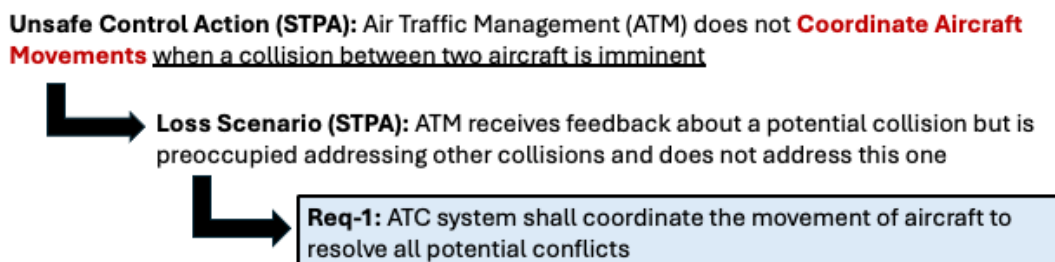 Unsafe Control Action (STPA): Air Traffic Management (ATM) does not Coordinate Aircraft
Movements when a collision between two aircraft is imminent
Loss Scenario (STPA): ATM receives feedback about a potential collision but is
preoccupied addressing other collisions and does not address this one
Req-1: ATC system shall coordinate the movement of aircraft to
resolve all potential conflicts